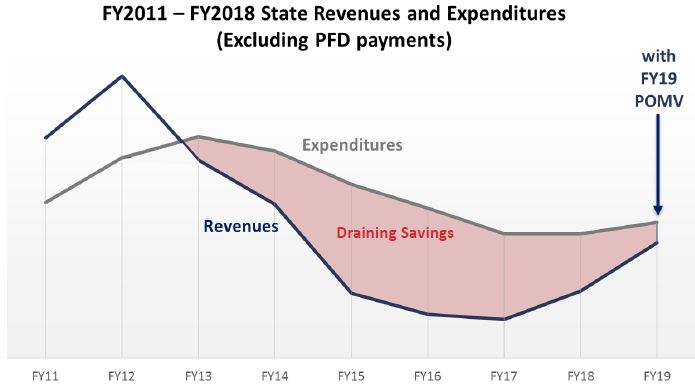 FY2011 – FY2018 State Revenues and Expenditures
(Excluding PFD payments)
with
FY19
POMV
Expenditures
Revenues
Draining Savings
FY11 FY12 FY13 FY14 FY15 FY16 FY17 FY18 FY19